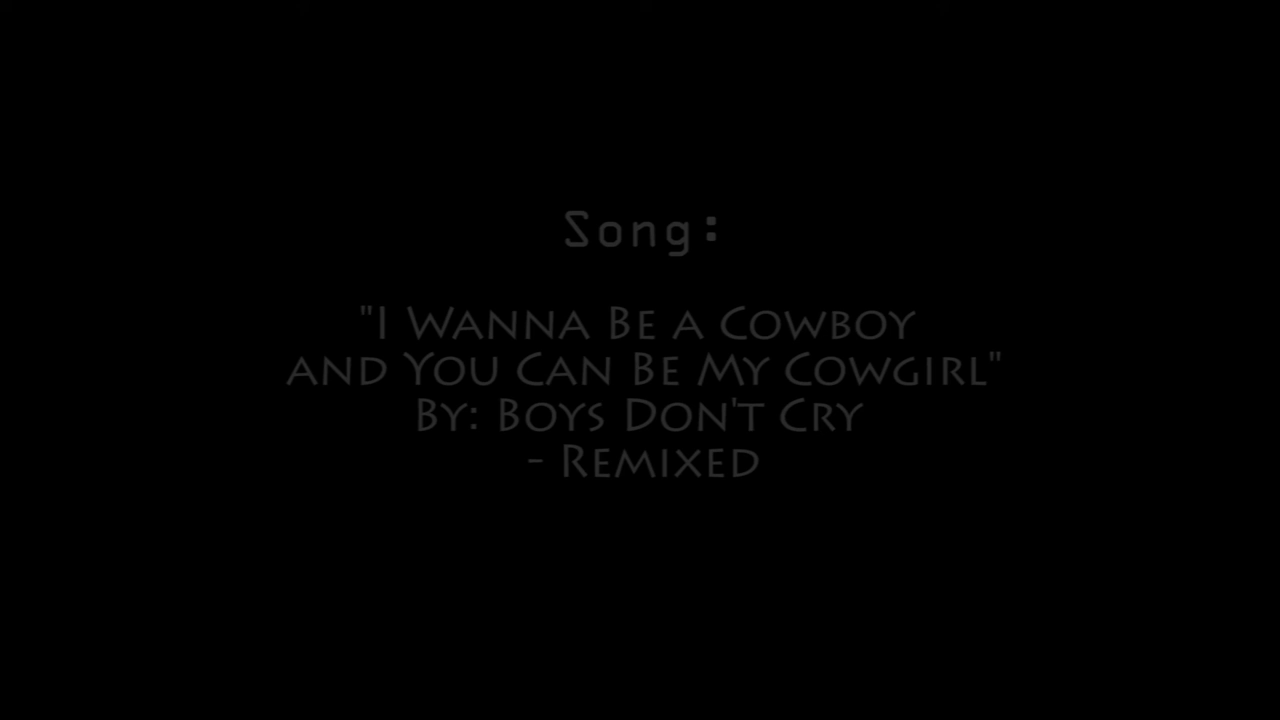 Song:
"I Wanna Be a Cowboy
and You Can Be My Cowgirl"
By: Boys Don't Cry
- Remixed